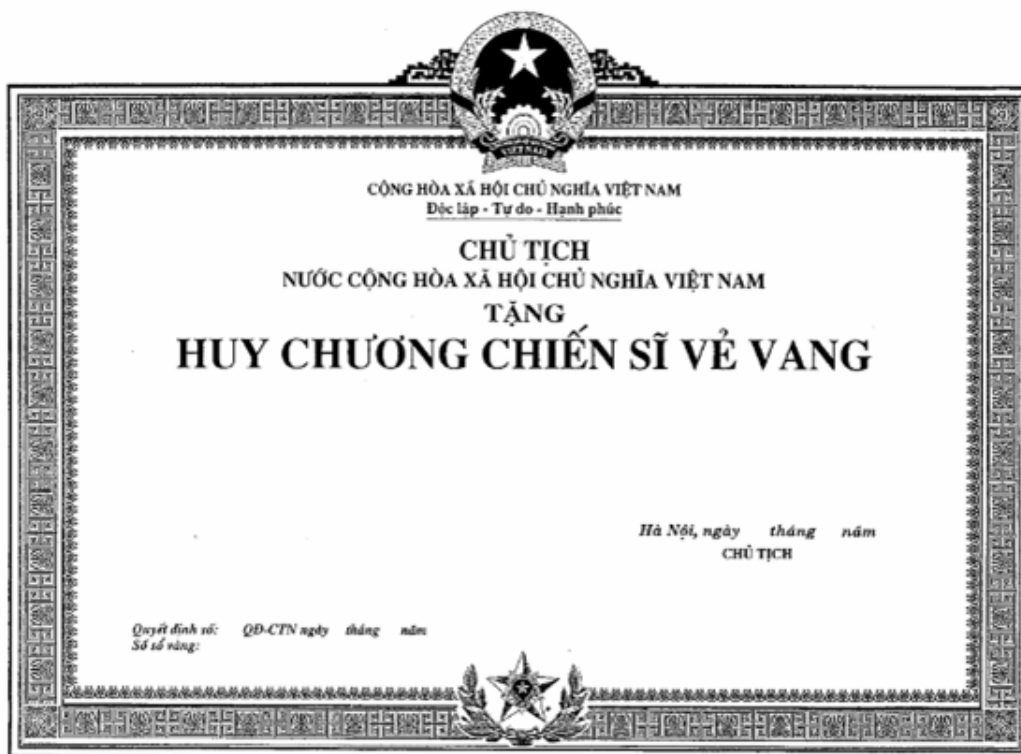 VIỆT NAM
CỘNG HÒA XÃ HỘI CHỦ NGHĨA VIỆT NAM
Độc lập - Tự do - Hạnh phúc
CHỦ TỊCH
NƯỚC CỘNG HÒA XÃ HỘI CHỦ NGHĨA VIỆT NAM
TẶNG
HUY CHƯƠNG CHIẾN SĨ VẺ VANG
Hà Nội, ngày tháng năm
CHỦ TỊCH
Quyết định số: QĐ-CTN ngày tháng năm
Số sổ vàng: